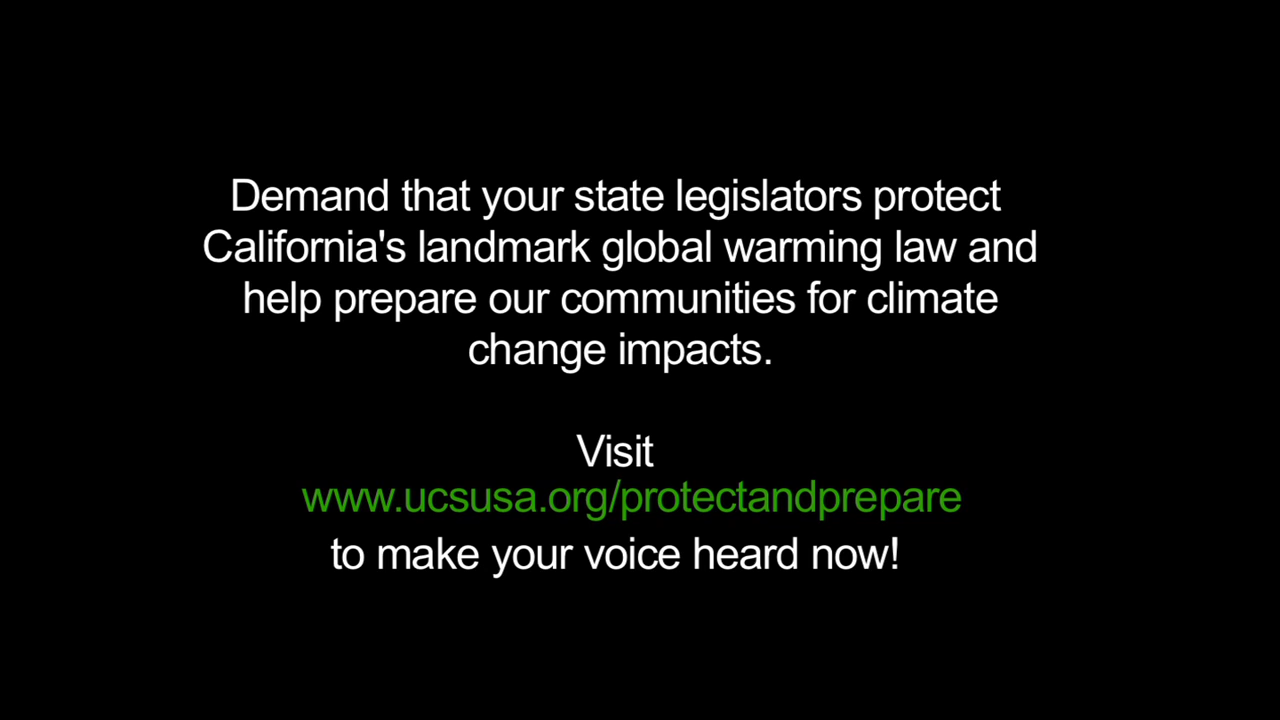 Demand that your state legislators protect
California's landmark global warming law and
help prepare our communities for climate
change impacts.
Visit
www.ucsusa.org/protectandprepare
to make your voice heard now!